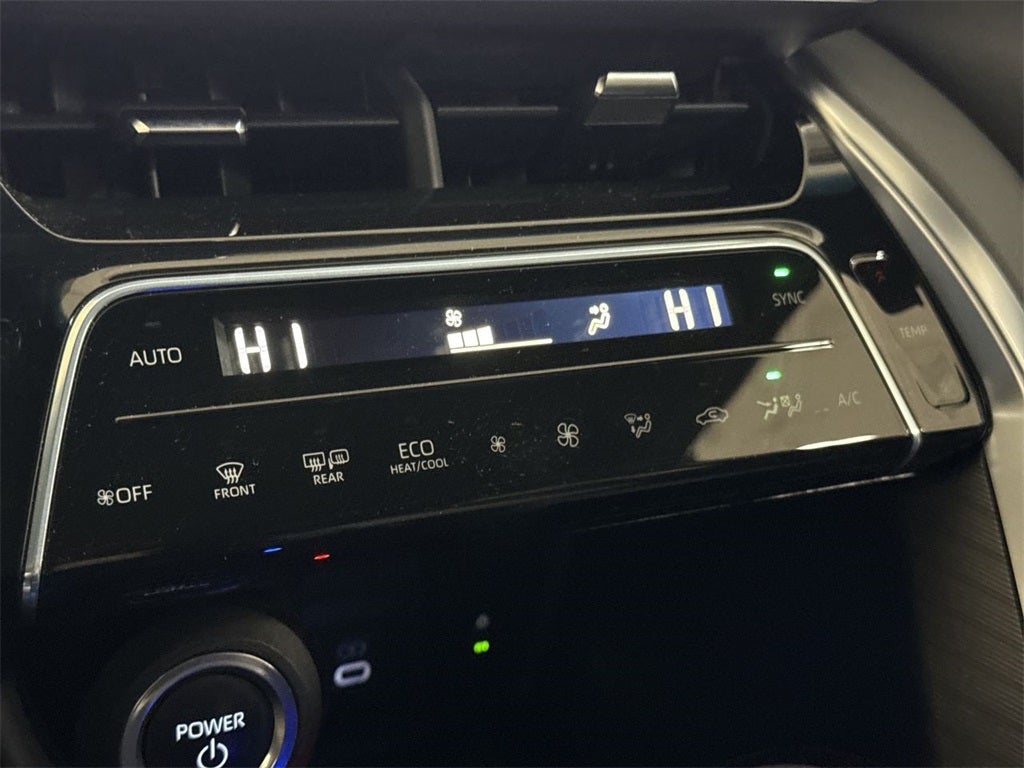 HI HI
SYNC
AUTO
TEMP
A/C
ECO
HEAT/COOL
REAR
FRONT
OFF
POWER